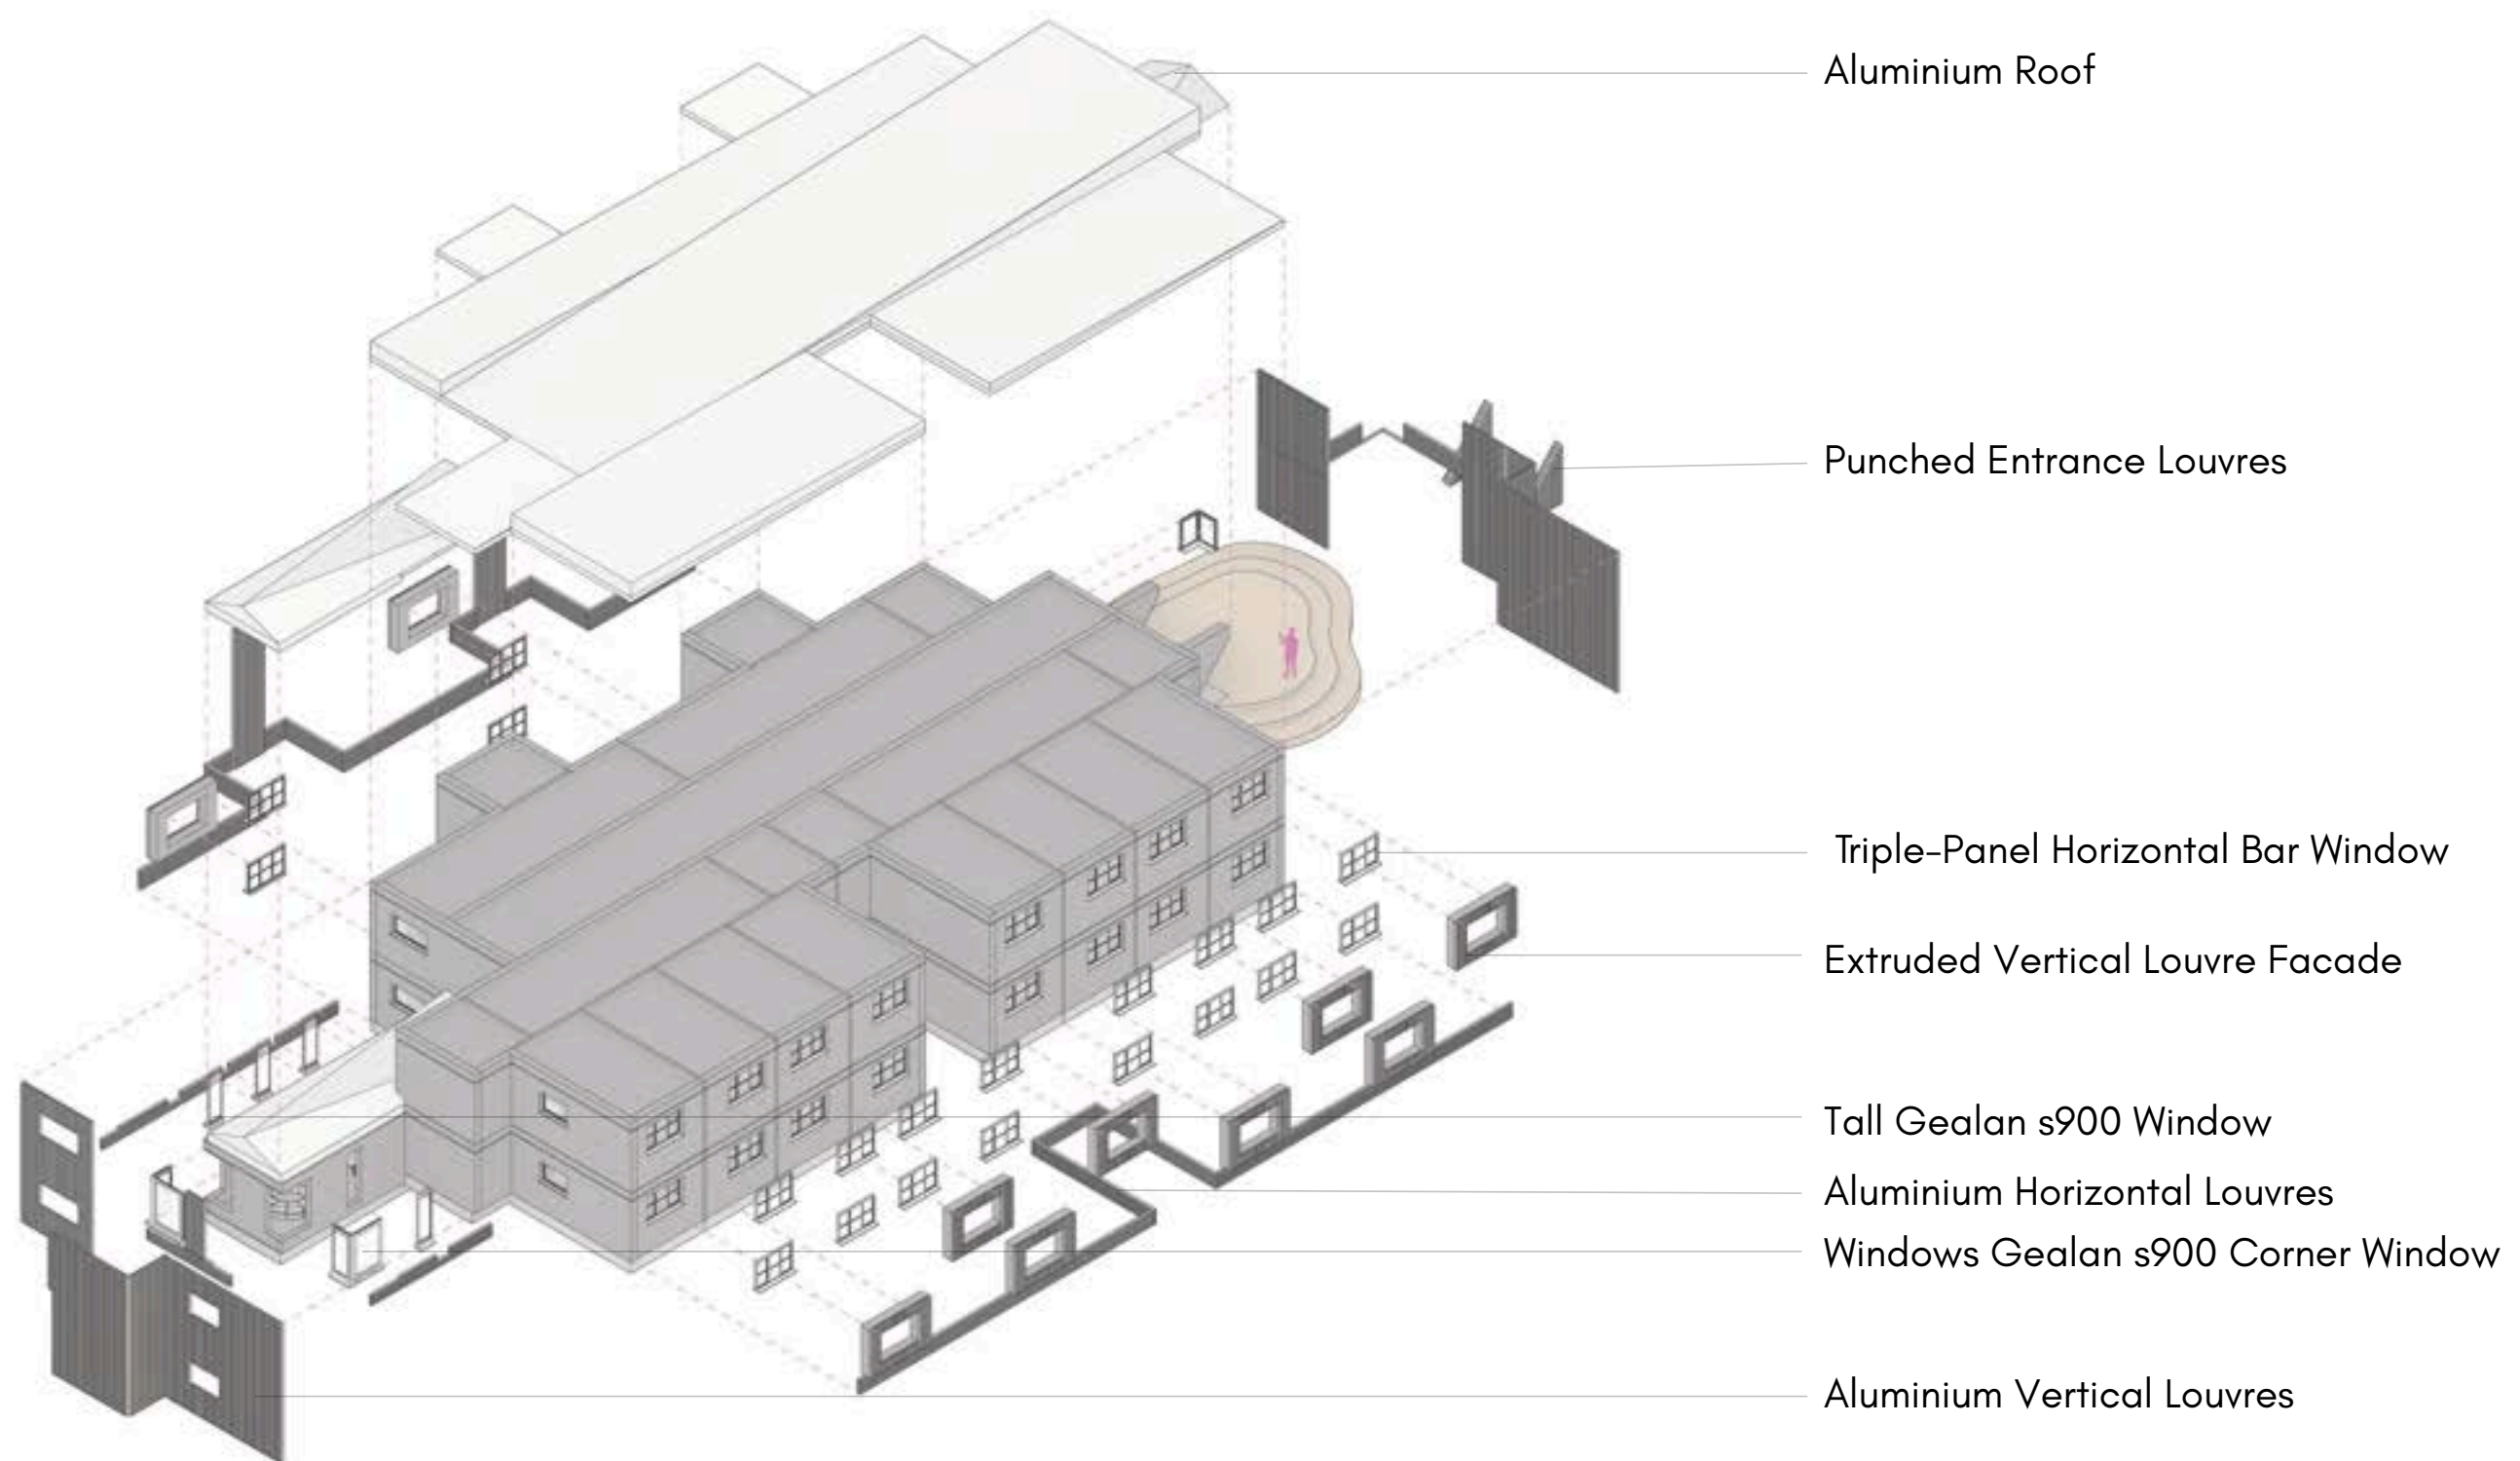 Aluminium Roof
Punched Entrance Louvres
Triple-Panel Horizontal Bar Window
Extruded Vertical Louvre Facade
Tall Gealan s900 Window
Aluminium Horizontal Louvres
Windows Gealan s900 Corner Window
Aluminium Vertical Louvres